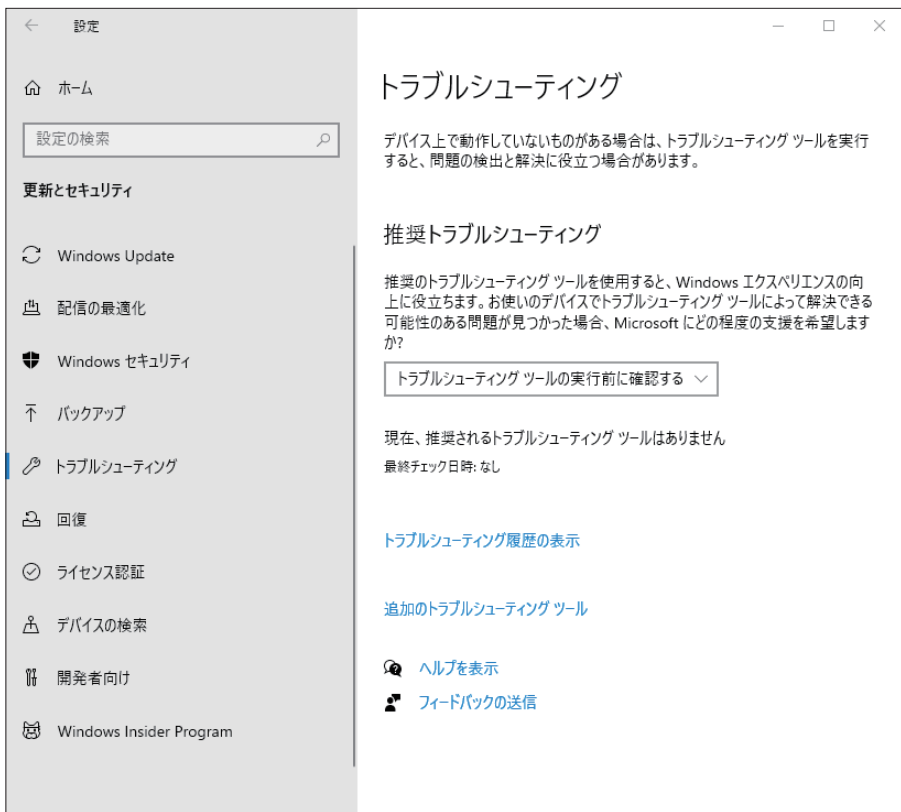 設定
ホーム
設定の検索
更新とセキュリティ
Windows Update
配信の最適化
Windows セキュリティ
バックアップ
トラブルシューティング
回復
ライセンス認証
デバイスの検索
開発者向け
Windows Insider Program
トラブルシューティング
デバイス上で動作していないものがある場合は、トラブルシューティング ツールを実行
すると、問題の検出と解決に役立つ場合があります。
推奨トラブルシューティング
推奨のトラブルシューティング ツールを使用すると、Windows エクスペリエンスの向
上に役立ちます。お使いのデバイスでトラブルシューティング ツールによって解決できる
可能性のある問題が見つかった場合、Microsoft にどの程度の支援を希望します
か?
トラブルシューティング ツールの実行前に確認する
現在、推奨されるトラブルシューティング ツールはありません
最終チェック日時: なし
トラブルシューティング履歴の表示
追加のトラブルシューティング ツール
ヘルプを表示
フィードバックの送信